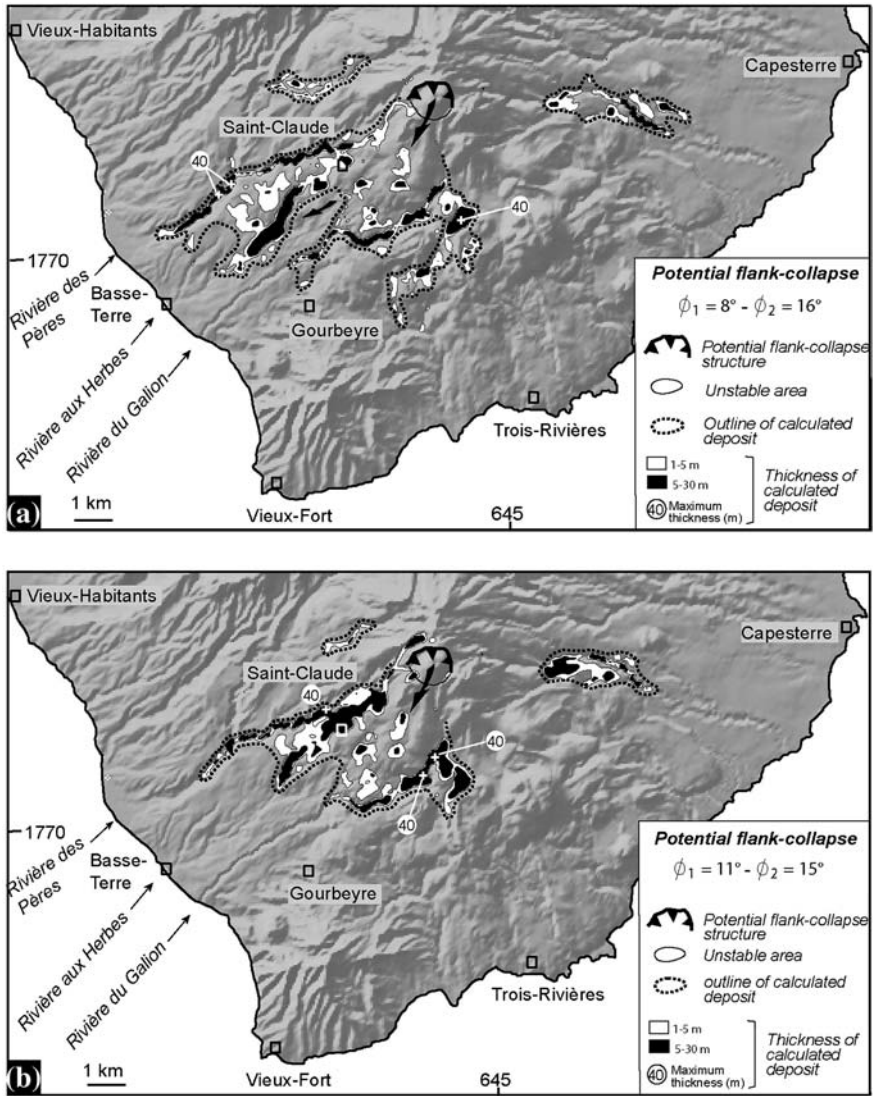 Vieux-Habitants
Capesterre
Saint-Claude
40
40
1770
Rivière des
Pères
Basse-
Terre
Rivière aux Herbes
Rivière du Galion
Gourbeyre
Trois-Rivières
Vieux-Fort
645
(a)
1 km
Potential flank-collapse
ϕ1 = 8° - ϕ2 = 16°
Potential flank-collapse
structure
Unstable area
Outline of calculated
deposit
1-5 m
5-30 m
40 Maximum
thickness (m)
Thickness of
calculated
deposit
Vieux-Habitants
Capesterre
Saint-Claude
40
40
40
1770
Rivière des
Pères
Basse-
Terre
Rivière aux Herbes
Rivière du Galion
Gourbeyre
Trois-Rivières
Vieux-Fort
645
(b)
1 km
Potential flank-collapse
ϕ1 = 11° - ϕ2 = 15°
Potential flank-collapse
structure
Unstable area
outline of calculated
deposit
1-5 m
5-30 m
40 Maximum
thickness (m)
Thickness of
calculated
deposit